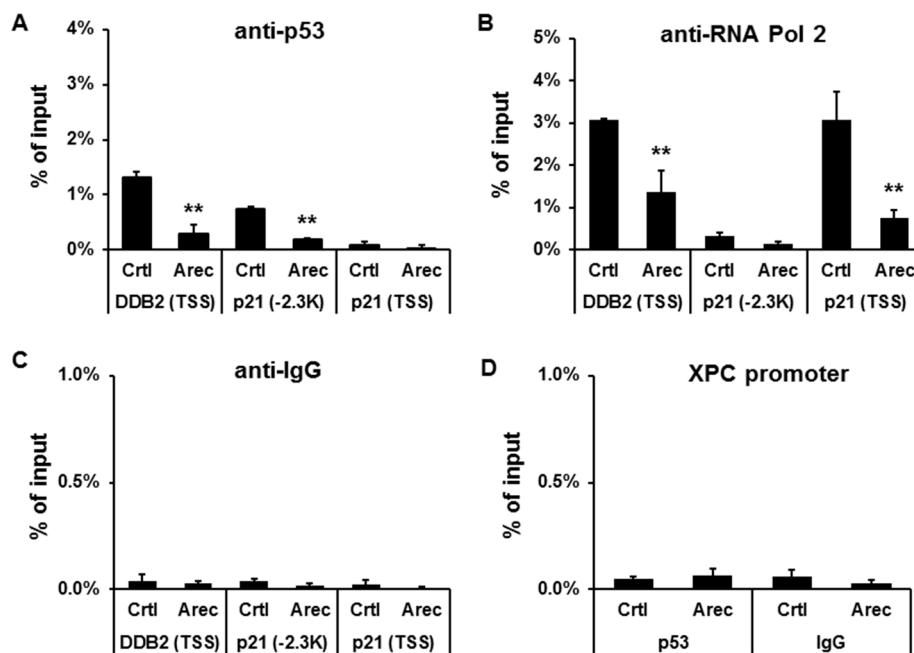 A
anti-p53
% of input
4%
3%
2%
1%
0%
**
**
Crtl Arec Crtl Arec Crtl Arec
DDB2 (TSS) p21 (-2.3K) p21 (TSS)
B
anti-RNA Pol 2
% of input
5%
4%
3%
2%
1%
0%
**
**
Crtl Arec Crtl Arec Crtl Arec
DDB2 (TSS) p21 (-2.3K) p21 (TSS)
C
anti-IgG
% of input
1.0%
0.5%
0.0%
Crtl Arec Crtl Arec Crtl Arec
DDB2 (TSS) p21 (-2.3K) p21 (TSS)
D
XPC promoter
% of input
1.0%
0.5%
0.0%
Crtl Arec Crtl Arec
p53 IgG